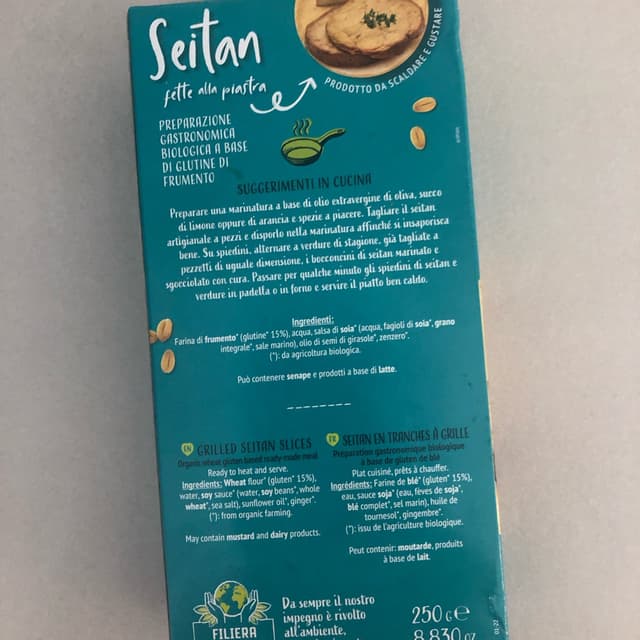 Seitan
fette alla piastra
PRODOTTO DA SCALDARE E GUSTARE
PREPARAZIONE
GASTRONOMICA
BIOLOGICA A BASE
DI GLUTINE DI
FRUMENTO
SUGGERIMENTI IN CUCINA
Preparare una marinatura a base di olio extravergine di oliva, succo
di limone oppure di arancia e spezie a piacere. Tagliare il seitan
artigianale a pezzi e disporlo nella marinatura affinché si insaporisca
bene. Su spiedini, alternare a verdure di stagione, già tagliate a
pezzetti di uguale dimensione, i bocconcini di seitan marinato e
sgocciolato con cura. Passare per qualche minuto gli spiedini di seitan e
verdure in padella o in forno e servire il piatto ben caldo.
Ingredienti:
Farina di frumento* (glutine* 15%), acqua, salsa di soia* (acqua, fagioli di soia*, grano
integrale*, sale marino), olio di semi di girasole*, zenzero*.
(*): da agricoltura biologica.
Può contenere senape e prodotti a base di latte.
EN GRILLED SEITAN SLICES
Organic wheat gluten based ready-made meal
Ready to heat and serve.
Ingredients: Wheat flour* (gluten* 15%),
water, soy sauce* (water, soy beans*, whole
wheat*, sea salt), sunflower oil*, ginger*.
(*): from organic farming.
May contain mustard and dairy products.
FR SEITAN EN TRANCHES À GRILLE
Préparation gastronomique biologique
à base de gluten de blé
Plat cuisiné, prêts à chauffer.
Ingrédients: Farine de blé* (gluten* 15%),
eau, sauce soja* (eau, fèves de soja*,
blé complet*, sel marin), huile de
tournesol*, gingembre*.
(*): issu de l'agriculture biologique.
Peut contenir: moutarde, produits
à base de lait.
FILIERA
Da sempre il nostro
impegno è rivolto
all'ambiente,
250 G e
8.830 oz
01-22